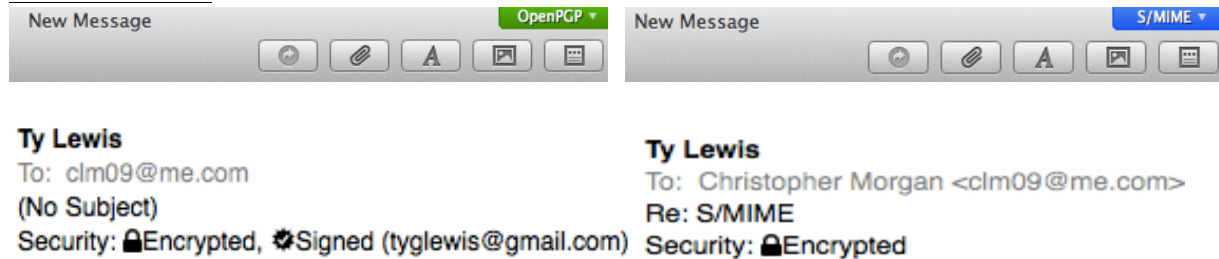 New Message
OpenPGP
Ty Lewis
To: clm09@me.com
(No Subject)
Security: Encrypted, Signed (tyglewis@gmail.com)
New Message
S/MIME
Ty Lewis
To: Christopher Morgan <clm09@me.com>
Re: S/MIME
Security: Encrypted